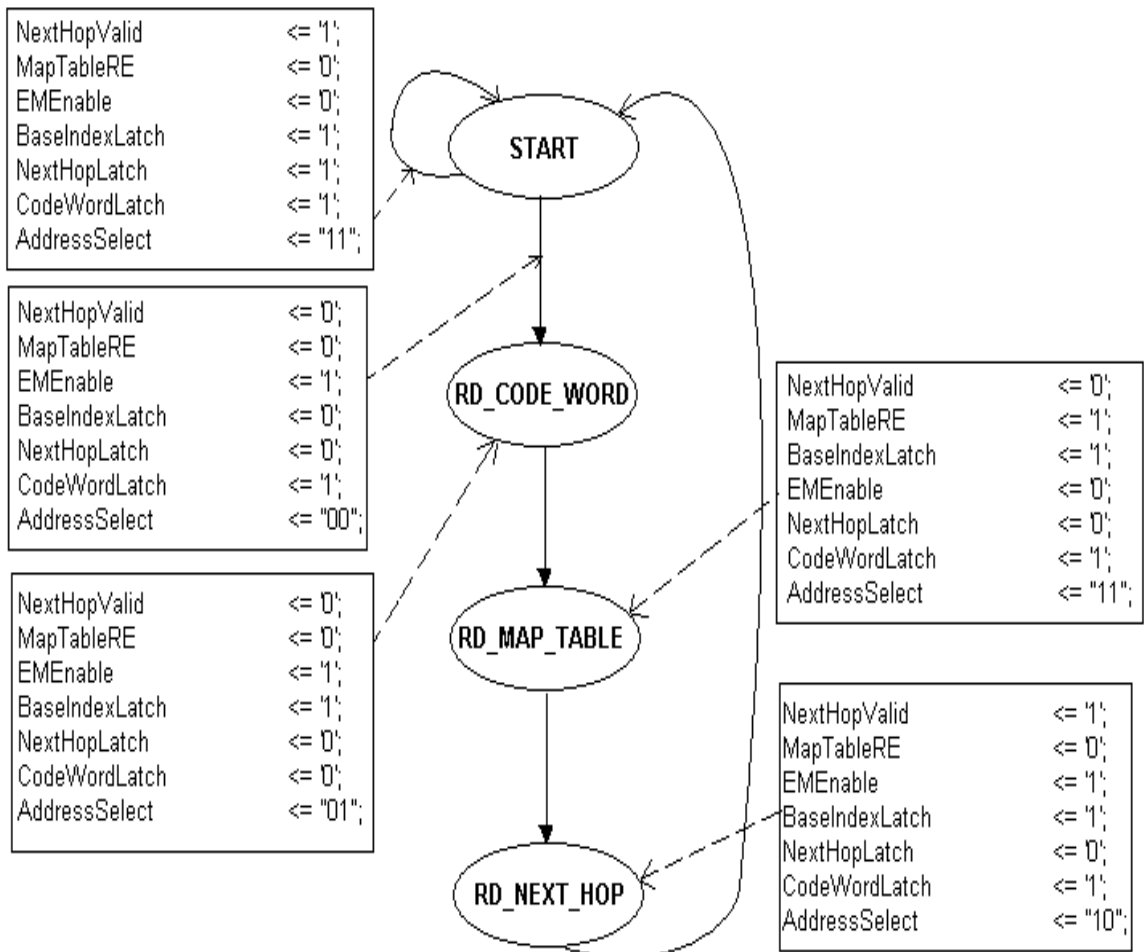 NextHopValid <= '1';
MapTableRE <= '0';
EMEnable <= '0';
BaseIndexLatch <= '1';
NextHopLatch <= '1';
CodeWordLatch <= '1';
AddressSelect <= "11";
START
NextHopValid <= '0';
MapTableRE <= '0';
EMEnable <= '1';
BaseIndexLatch <= '0';
NextHopLatch <= '0';
CodeWordLatch <= '1';
AddressSelect <= "00";
RD_CODE_WORD
NextHopValid <= '0';
MapTableRE <= '1';
BaseIndexLatch <= '1';
EMEnable <= '0';
NextHopLatch <= '0';
CodeWordLatch <= '1';
AddressSelect <= "11";
NextHopValid <= '0';
MapTableRE <= '0';
EMEnable <= '1';
BaseIndexLatch <= '1';
NextHopLatch <= '0';
CodeWordLatch <= '0';
AddressSelect <= "01";
RD_MAP_TABLE
NextHopValid <= '1';
MapTableRE <= '0';
EMEnable <= '1';
BaseIndexLatch <= '1';
NextHopLatch <= '0';
CodeWordLatch <= '1';
AddressSelect <= "10";
RD_NEXT_HOP